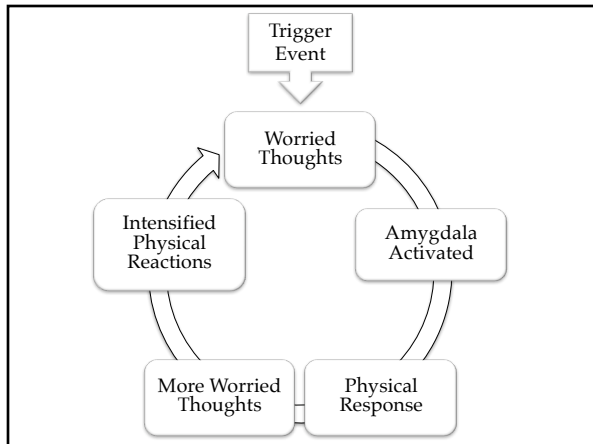 Trigger
Event
Worried
Thoughts
Amygdala
Activated
Physical
Response
More Worried
Thoughts
Intensified
Physical
Reactions